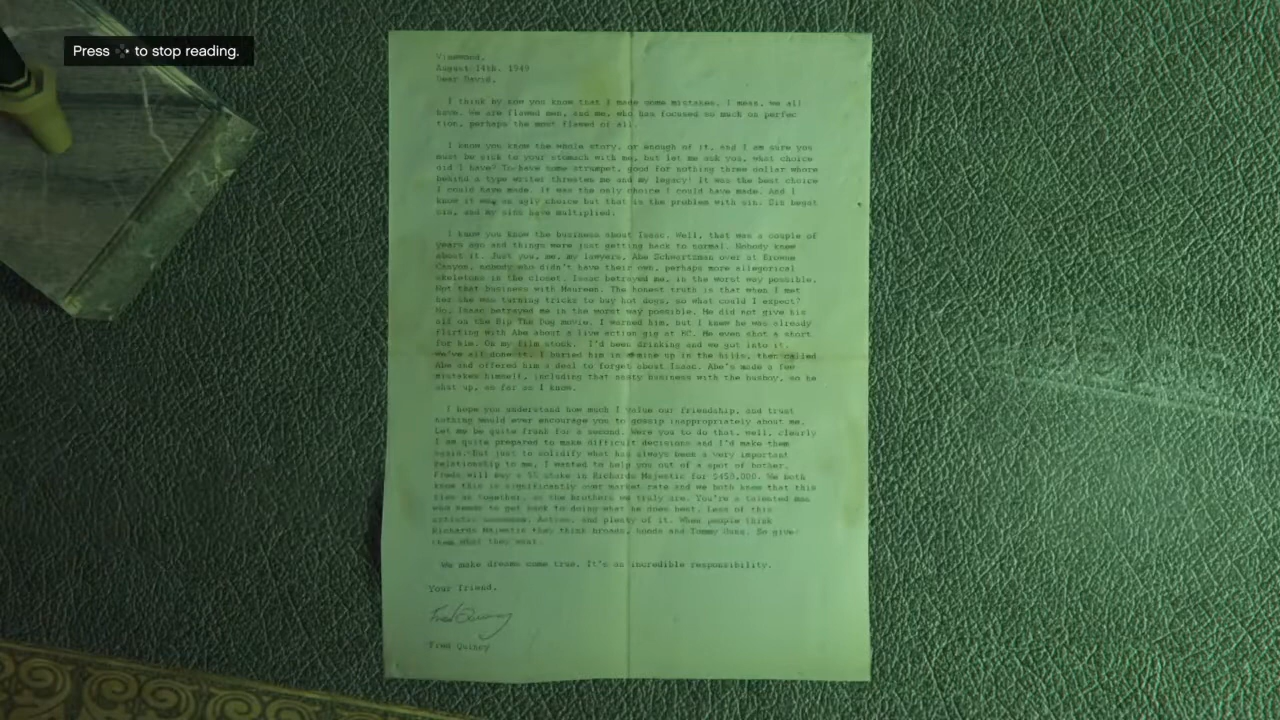 Press to stop reading.
Vinewood,
August 14th, 1949
Dear David,
I think by now you know that I made some mistakes, I mean, we all
have. We are flawed men, and me, who has focused so much on perfec
tion, perhaps the most flawed of all.
I know you know the whole story, or enough of it, and I am sure you
must be sick to your stomach with me, but let me ask you, what choice
did I have? To have some strumpet, good for nothing three dollar whore
behind a type writer threaten me and my legacy! It was the best choice
I could have made. It was the only choice I could have made. And I
know it was an ugly choice but that is the problem with sin. Sin beget
sin, and my sins have multiplied.
I know you know the business about Isaac. Well, that was a couple of
years ago and things were just getting back to normal. Nobody knew
about it. Just you, me, my lawyers, Abe Schwartzman over at
Canyon, nobody who didn't have their own, perhaps more allegorical
skeletons in the closet. Isaac betrayed me, in the worst way possible.
Not that business with Maureen. The honest truth is that when I met
her she was turning tricks to buy hot dogs, so what could I expect?
No, Isaac betrayed me in the worst way possible. He did not give his
all on the Hip The Dog movie. I warned him, but I knew he was already
flirting with Abe about a live action gig at He even shot a short
for him. On my film stock. I'd been drinking and we got into it.
We've all done it. I buried him in a mine up in the hills, then called
Abe and offered him a deal to forget about Isaac. Abe's made a few
mistakes himself, including that nasty business with the busboy, so he
shut up, so far as I know.
I hope you understand how much I value our friendship, and trust
nothing would ever encourage you to gossip inappropriately about me.
Let me be quite frank for a second. Were you to do that, well, clearly
I am quite prepared to make difficult decisions and I'd make them
again. But just to solidify what has always been a very important
relationship to me, I wanted to help you out of a spot of bother.
will buy a stake in Richards Majestic for We both
know this is significantly over market rate and we both know that this
ties us together, as the brothers we truly are. You're a talented man
who needs to get back to doing what he does best. Less of this
artistic Action, and plenty of it. When people think
Richards Majestic they think broads, bonds and Tommy Guns. So give
them what they want.
We make dreams come true. It's an incredible responsibility.
Your friend,
Fred Quincy
Fred Quincy